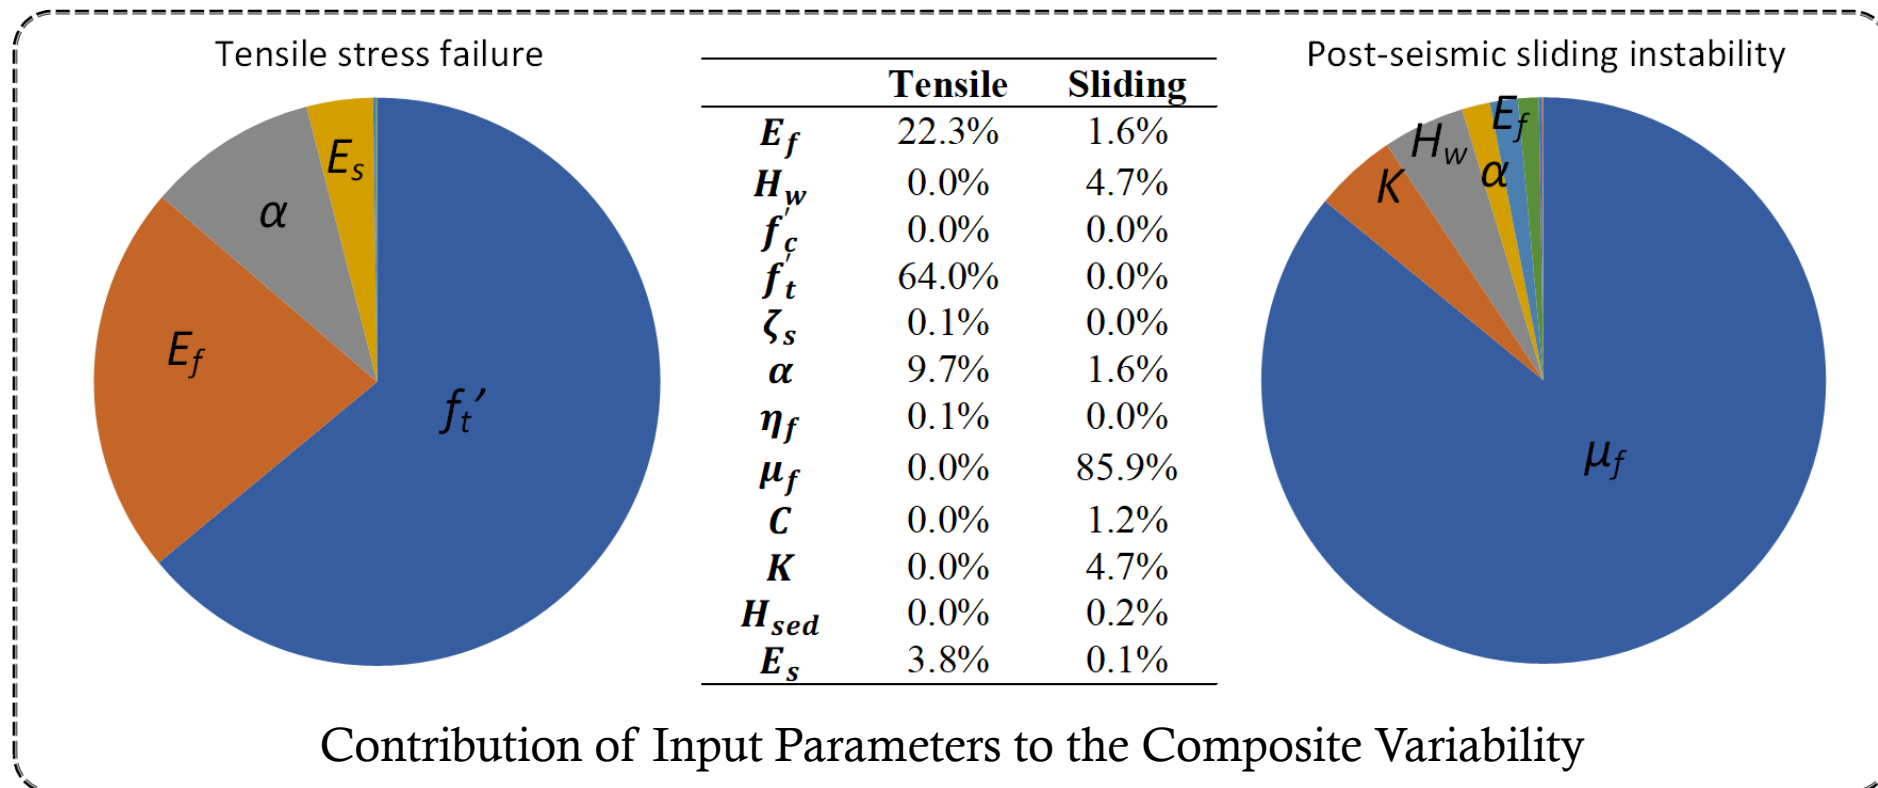 Tensile stress failure
Eₛ
α
E_f
fₜ’
Tensile Sliding
E_f 22.3% 1.6%
H_w 0.0% 4.7%
f'_c 0.0% 0.0%
f'_t 64.0% 0.0%
ζₛ 0.1% 0.0%
α 9.7% 1.6%
η_f 0.1% 0.0%
μ_f 0.0% 85.9%
C 0.0% 1.2%
K 0.0% 4.7%
H_sed 0.0% 0.2%
Eₛ 3.8% 0.1%
Post-seismic sliding instability
E_f
H_w
α
K
μ_f
Contribution of Input Parameters to the Composite Variability